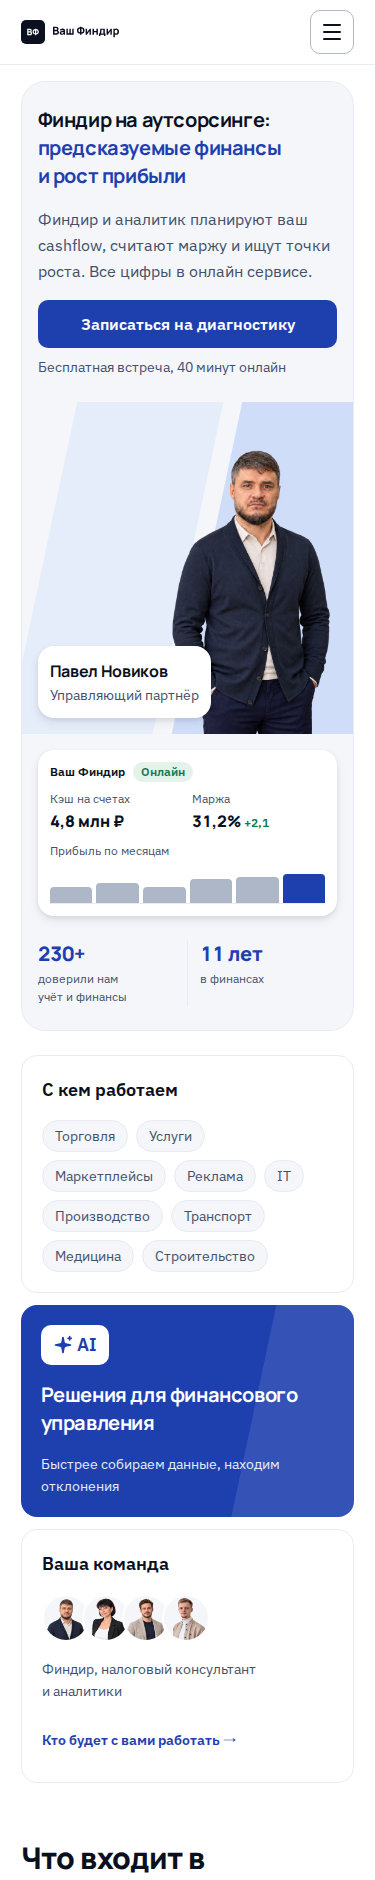 ВФ Ваш Финдир
Финдир на аутсорсинге:
предсказуемые финансы
и рост прибыли
Финдир и аналитик планируют ваш
cashflow, считают маржу и ищут точки
роста. Все цифры в онлайн сервисе.
Записаться на диагностику
Бесплатная встреча, 40 минут онлайн
Павел Новиков
Управляющий партнёр
Ваш Финдир Онлайн
Кэш на счетах Маржа
4,8 млн ₽ 31,2% +2,1
Прибыль по месяцам
230+ 11 лет
доверили нам в финансах
учёт и финансы
С кем работаем
Торговля Услуги
Маркетплейсы Реклама IT
Производство Транспорт
Медицина Строительство
AI
Решения для финансового
управления
Быстрее собираем данные, находим
отклонения
Ваша команда
Финдир, налоговый консультант
и аналитики
Кто будет с вами работать →
Что входит в